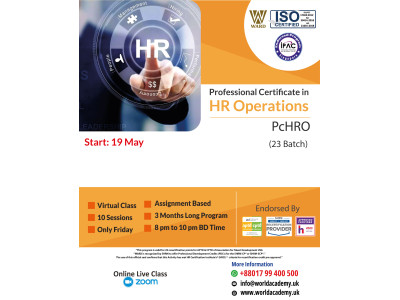 WABD
ISO
CERTIFIED
IPAC
HR
$$
Professional Certificate in
HR Operations
PcHRO
(23 Batch)
Start: 19 May
Virtual Class
10 Sessions
Only Friday
Assignment Based
3 Months Long Program
8 pm to 10 pm BD Time
Endorsed By
PROVIDER
Online Live Class
zoom
More Information
+88017 99 400 500
info@worldacademy.uk
www.worldacademy.uk